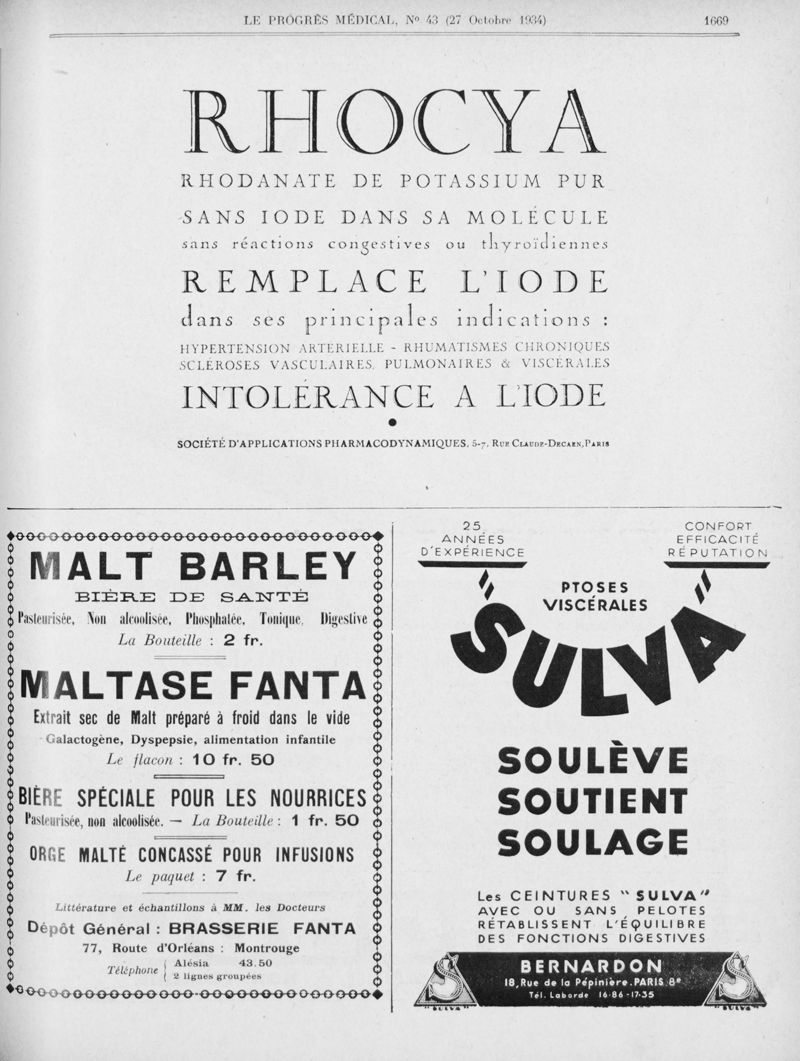 LE PROGRÈS MÉDICAL, Nº 43 (27 Octobre 1934) 1669
RHOCYA
RHODANATE DE POTASSIUM PUR
SANS IODE DANS SA MOLÉCULE
sans réactions congestives ou thyroïdiennes
REMPLACE L'IODE
dans ses principales indications :
HYPERTENSION ARTÉRIELLE - RHUMATISMES CHRONIQUES
SCLÉROSES VASCULAIRES, PULMONAIRES & VISCÉRALES
INTOLÉRANCE A L'IODE
SOCIÉTÉ D'APPLICATIONS PHARMACODYNAMIQUES, 5-7, RUE CLAUDE-DECAEN, PARIS
MALT BARLEY
BIÈRE DE SANTÉ
Pasteurisée, Non alcoolisée, Phosphatée, Tonique, Digestive
La Bouteille : 2 fr.
MALTASE FANTA
Extrait sec de Malt préparé à froid dans le vide
Galactogène, Dyspepsie, alimentation infantile
Le flacon : 10 fr. 50
BIÈRE SPÉCIALE POUR LES NOURRICES
Pasteurisée, non alcoolisée. — La Bouteille : 1 fr. 50
ORGE MALTÉ CONCASSÉ POUR INFUSIONS
Le paquet : 7 fr.
Littérature et échantillons à MM. les Docteurs
Dépôt Général : BRASSERIE FANTA
77, Route d'Orléans : Montrouge
Téléphone { Alésia 43.50
2 lignes groupées
25
ANNÉES
D'EXPÉRIENCE
CONFORT
EFFICACITÉ
RÉPUTATION
PTOSES
VISCÉRALES
SULVA
SOULÈVE
SOUTIENT
SOULAGE
Les CEINTURES "SULVA"
AVEC OU SANS PELOTES
RÉTABLISSENT L'ÉQUILIBRE
DES FONCTIONS DIGESTIVES
BERNARDON
18, Rue de la Pépinière. PARIS 8e
Tél. Laborde 16-86 - 17-35
"SULVA"
"SULVA"